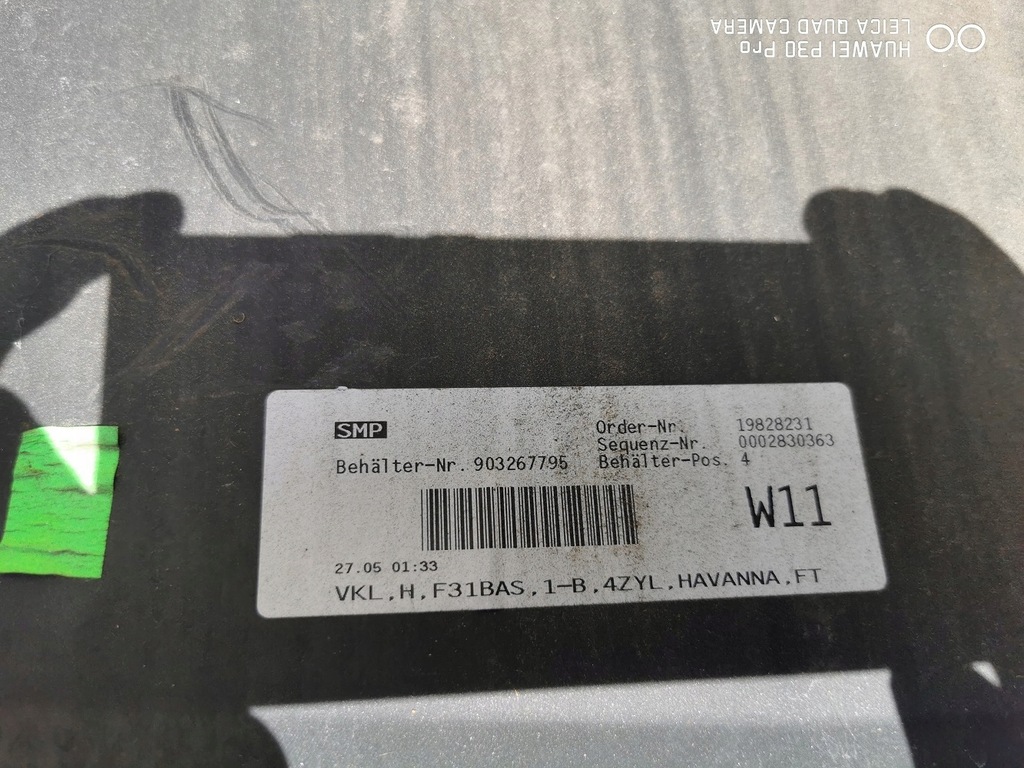 HUAWEI P30 Pro
LEICA QUAD CAMERA
SMP
Order-Nr. 19828231
Sequenz-Nr. 0002830363
Behälter-Nr. 903267795 Behälter-Pos. 4
W11
27.05 01:33
VKL,H,F31BAS,1-B,4ZYL,HAVANNA,FT